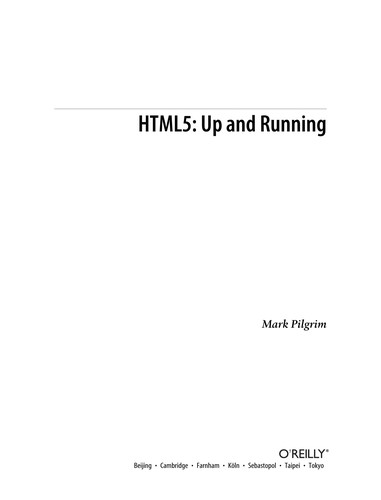 HTML5: Up and Running
Mark Pilgrim
O'REILLY®
Beijing • Cambridge • Farnham • Köln • Sebastopol • Taipei • Tokyo